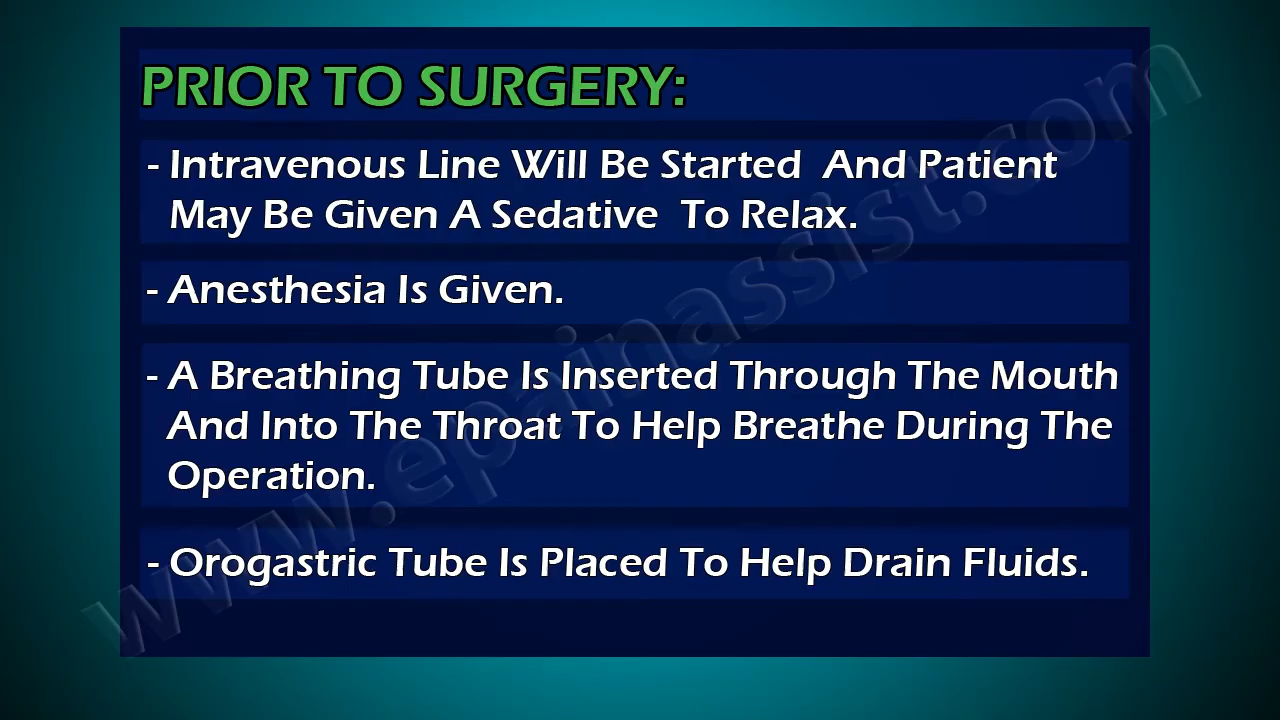 PRIOR TO SURGERY:
- Intravenous Line Will Be Started And Patient
May Be Given A Sedative To Relax.
- Anesthesia Is Given.
- A Breathing Tube Is Inserted Through The Mouth
And Into The Throat To Help Breathe During The
Operation.
- Orogastric Tube Is Placed To Help Drain Fluids.
www.epainassist.com